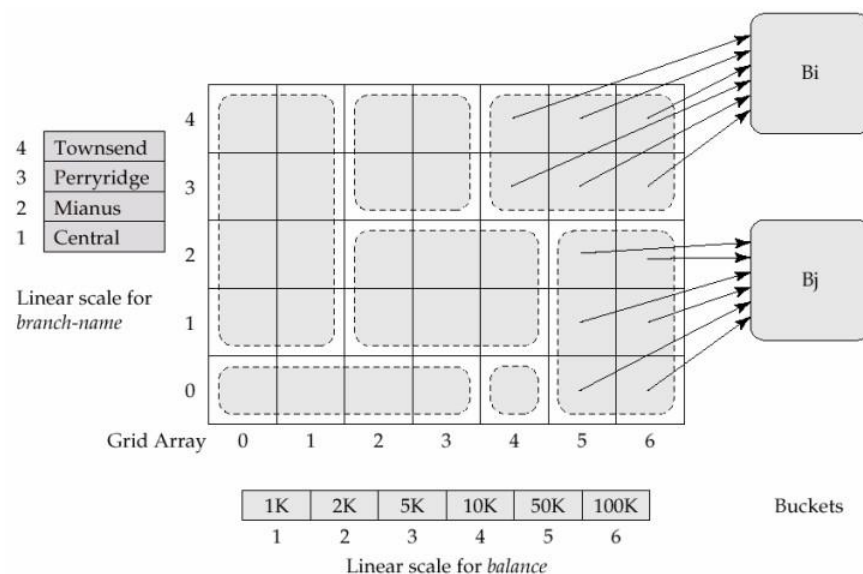 Bi
4
4 Townsend
3 Perryridge
3
2 Mianus
1 Central
2
Bj
Linear scale for
branch-name
1
0
Grid Array 0 1 2 3 4 5 6
1K 2K 5K 10K 50K 100K Buckets
1 2 3 4 5 6
Linear scale for balance